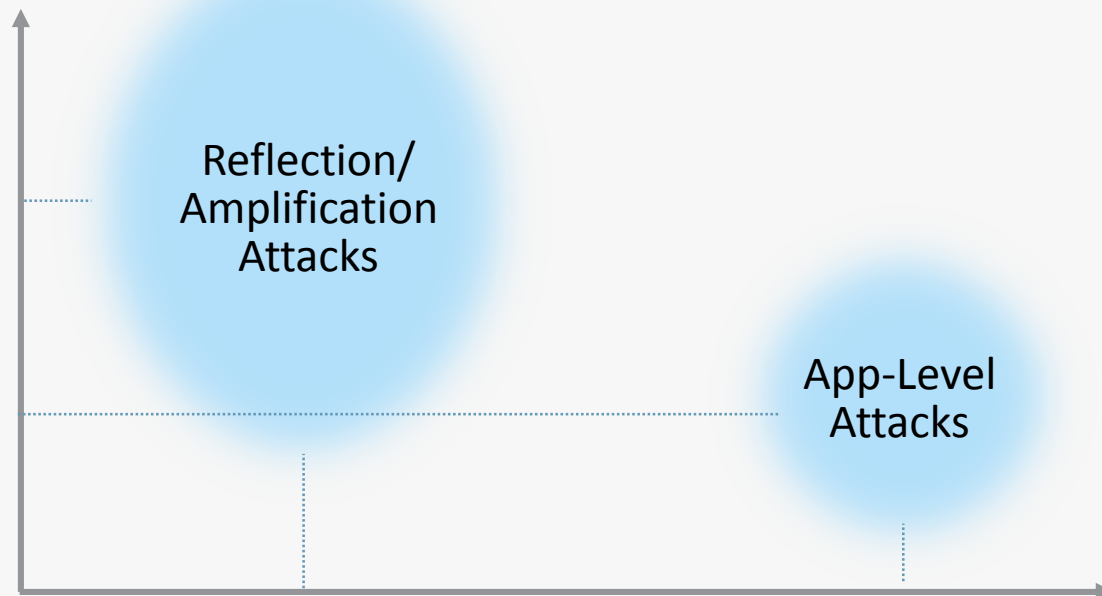 Reflection/
Amplification
Attacks
App-Level
Attacks